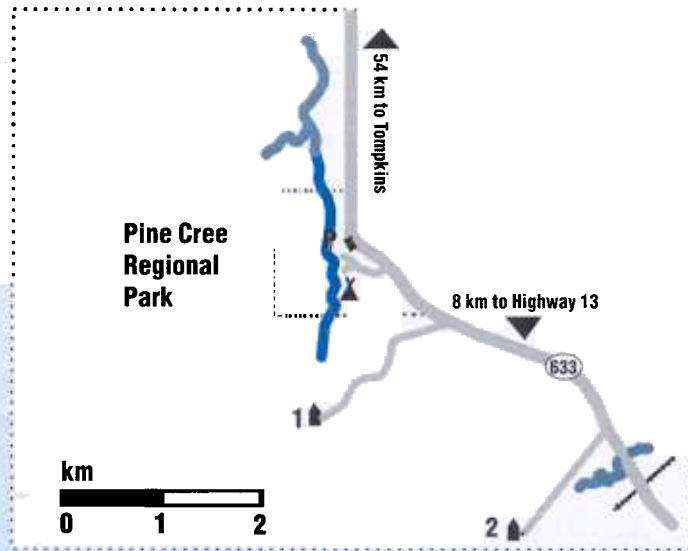 54 km to Tompkins
Pine Cree
Regional
Park
8 km to Highway 13
633
1
2
km
0 1 2